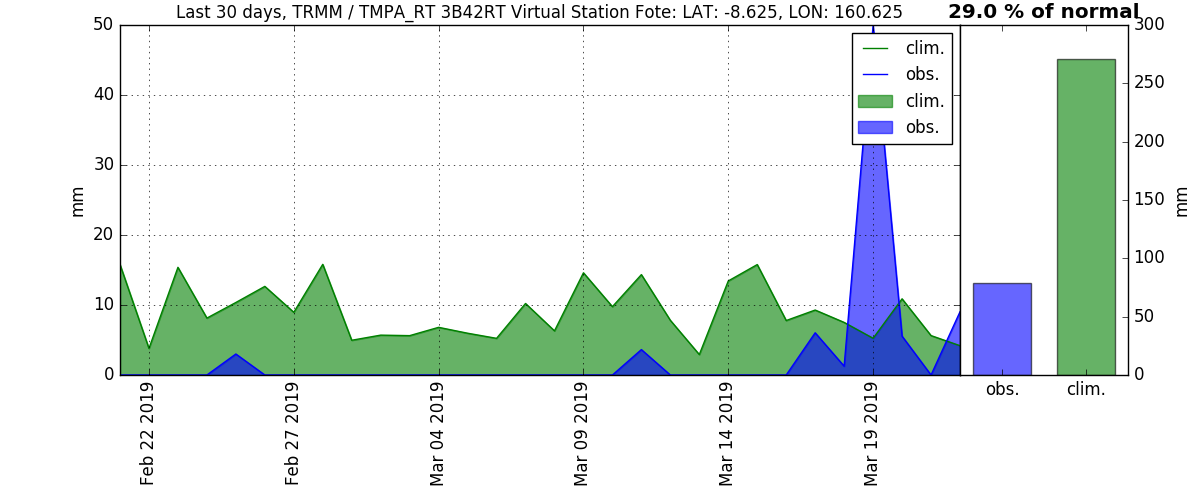 Last 30 days, TRMM / TMPA_RT 3B42RT Virtual Station Fote: LAT: -8.625, LON: 160.625
29.0 % of normal
50
40
30
20
10
0
mm
clim.
obs.
clim.
obs.
Feb 22 2019
Feb 27 2019
Mar 04 2019
Mar 09 2019
Mar 14 2019
Mar 19 2019
300
250
200
150
100
50
0
mm
obs.
clim.